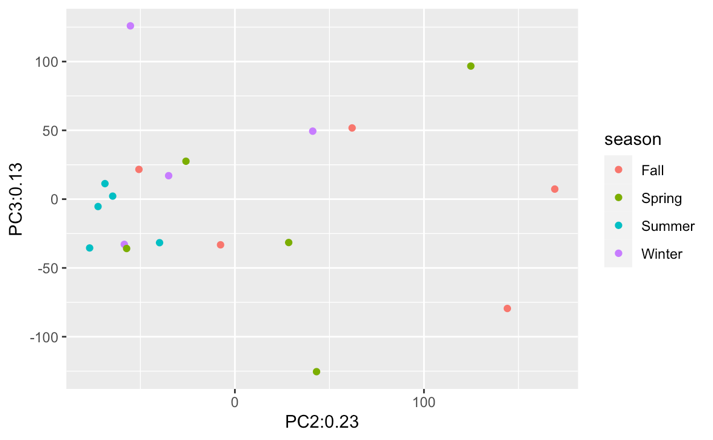 100
50
0
-50
-100
PC3:0.13
0
100
PC2:0.23
season
Fall
Spring
Summer
Winter